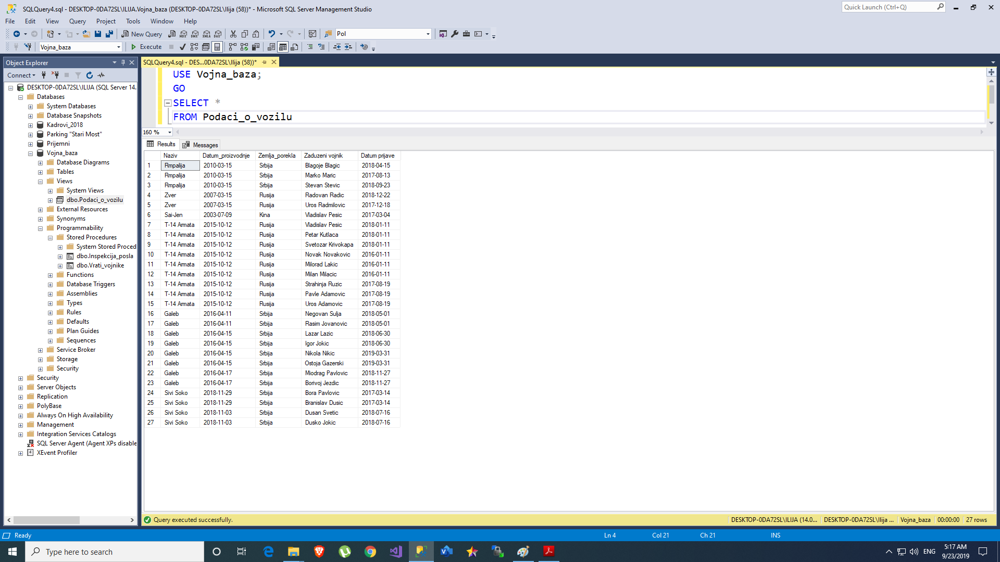 SQLQuery4.sql - DESKTOP-0DA72SL\ILIJA.Vojna_baza (DESKTOP-0DA72SL\Ilija (58))* - Microsoft SQL Server Management Studio
Quick Launch (Ctrl+Q)
File Edit View Query Project Tools Window Help
New Query MDX DMX XMLA DAX Pol
Vojna_baza Execute
Object Explorer
Connect
DESKTOP-0DA72SL\ILIJA (SQL Server 14.
Databases
System Databases
Database Snapshots
Kadrovi_2018
Parking "Stari Most"
Prijemni
Vojna_baza
Database Diagrams
Tables
Views
System Views
dbo.Podaci_o_vozilu
External Resources
Synonyms
Programmability
Stored Procedures
System Stored Proced
dbo.Inspekcija_posla
dbo.Vrati_vojnike
Functions
Database Triggers
Assemblies
Types
Rules
Defaults
Plan Guides
Sequences
Service Broker
Storage
Security
Security
Server Objects
Replication
PolyBase
Always On High Availability
Management
Integration Services Catalogs
SQL Server Agent (Agent XPs disable
XEvent Profiler
SQLQuery4.sql - DES...0DA72SL\Ilija (58))*
USE Vojna_baza;
GO
SELECT *
FROM Podaci_o_vozilu
160 %
Results Messages
Naziv Datum_proizvodnje Zemlja_porekla Zaduzeni vojnik Datum prijave
1 Rmpalija 2010-03-15 Srbija Blagoje Blagic 2018-04-15
2 Rmpalija 2010-03-15 Srbija Marko Maric 2017-08-13
3 Rmpalija 2010-03-15 Srbija Stevan Stevic 2018-09-23
4 Zver 2007-03-15 Rusija Radovan Radic 2018-12-22
5 Zver 2007-03-15 Rusija Uros Radmilovic 2017-12-18
6 Sai-Jen 2003-07-09 Kina Vladislav Pesic 2017-03-04
7 T-14 Armata 2015-10-12 Rusija Vladislav Pesic 2018-01-11
8 T-14 Armata 2015-10-12 Rusija Petar Kutlaca 2018-01-11
9 T-14 Armata 2015-10-12 Rusija Svetozar Krivokapa 2018-01-11
10 T-14 Armata 2015-10-12 Rusija Novak Novakovic 2016-01-11
11 T-14 Armata 2015-10-12 Rusija Milorad Lakic 2016-01-11
12 T-14 Armata 2015-10-12 Rusija Milan Milacic 2016-01-11
13 T-14 Armata 2015-10-12 Rusija Strahinja Ruzic 2017-08-19
14 T-14 Armata 2015-10-12 Rusija Pavle Adamovic 2017-08-19
15 T-14 Armata 2015-10-12 Rusija Uros Adamovic 2017-08-19
16 Galeb 2016-04-11 Srbija Negovan Sulja 2018-05-01
17 Galeb 2016-04-11 Srbija Rasim Jovanovic 2018-05-01
18 Galeb 2016-04-15 Srbija Lazar Lazic 2018-06-30
19 Galeb 2016-04-15 Srbija Igor Jokic 2018-06-30
20 Galeb 2016-04-15 Srbija Nikola Nikic 2019-03-31
21 Galeb 2016-04-15 Srbija Ostoja Gazerski 2019-03-31
22 Galeb 2016-04-17 Srbija Miodrag Pavlovic 2018-11-27
23 Galeb 2016-04-17 Srbija Borivoj Jezdic 2018-11-27
24 Sivi Soko 2018-11-29 Srbija Bora Pavlovic 2017-03-14
25 Sivi Soko 2018-11-29 Srbija Branislav Dusic 2017-03-14
26 Sivi Soko 2018-11-03 Srbija Dusan Svetic 2018-07-16
27 Sivi Soko 2018-11-03 Srbija Dusko Jokic 2018-07-16
Query executed successfully. DESKTOP-0DA72SL\ILIJA (14.0... DESKTOP-0DA72SL\Ilija ... Vojna_baza 00:00:00 27 rows
Ready Ln 4 Col 21 Ch 21 INS
Type here to search
ENG
5:17 AM
9/23/2019